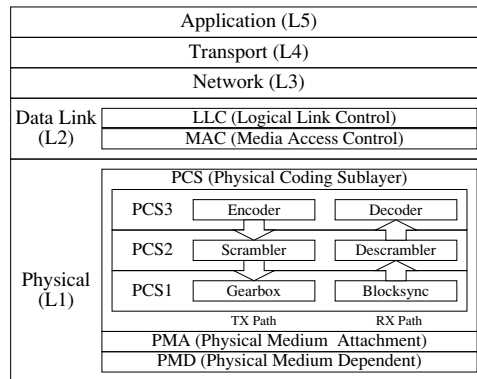 Application (L5)
Transport (L4)
Network (L3)
Data Link
(L2)
LLC (Logical Link Control)
MAC (Media Access Control)
Physical
(L1)
PCS (Physical Coding Sublayer)
PCS3 Encoder Decoder
PCS2 Scrambler Descrambler
PCS1 Gearbox Blocksync
TX Path RX Path
PMA (Physical Medium Attachment)
PMD (Physical Medium Dependent)